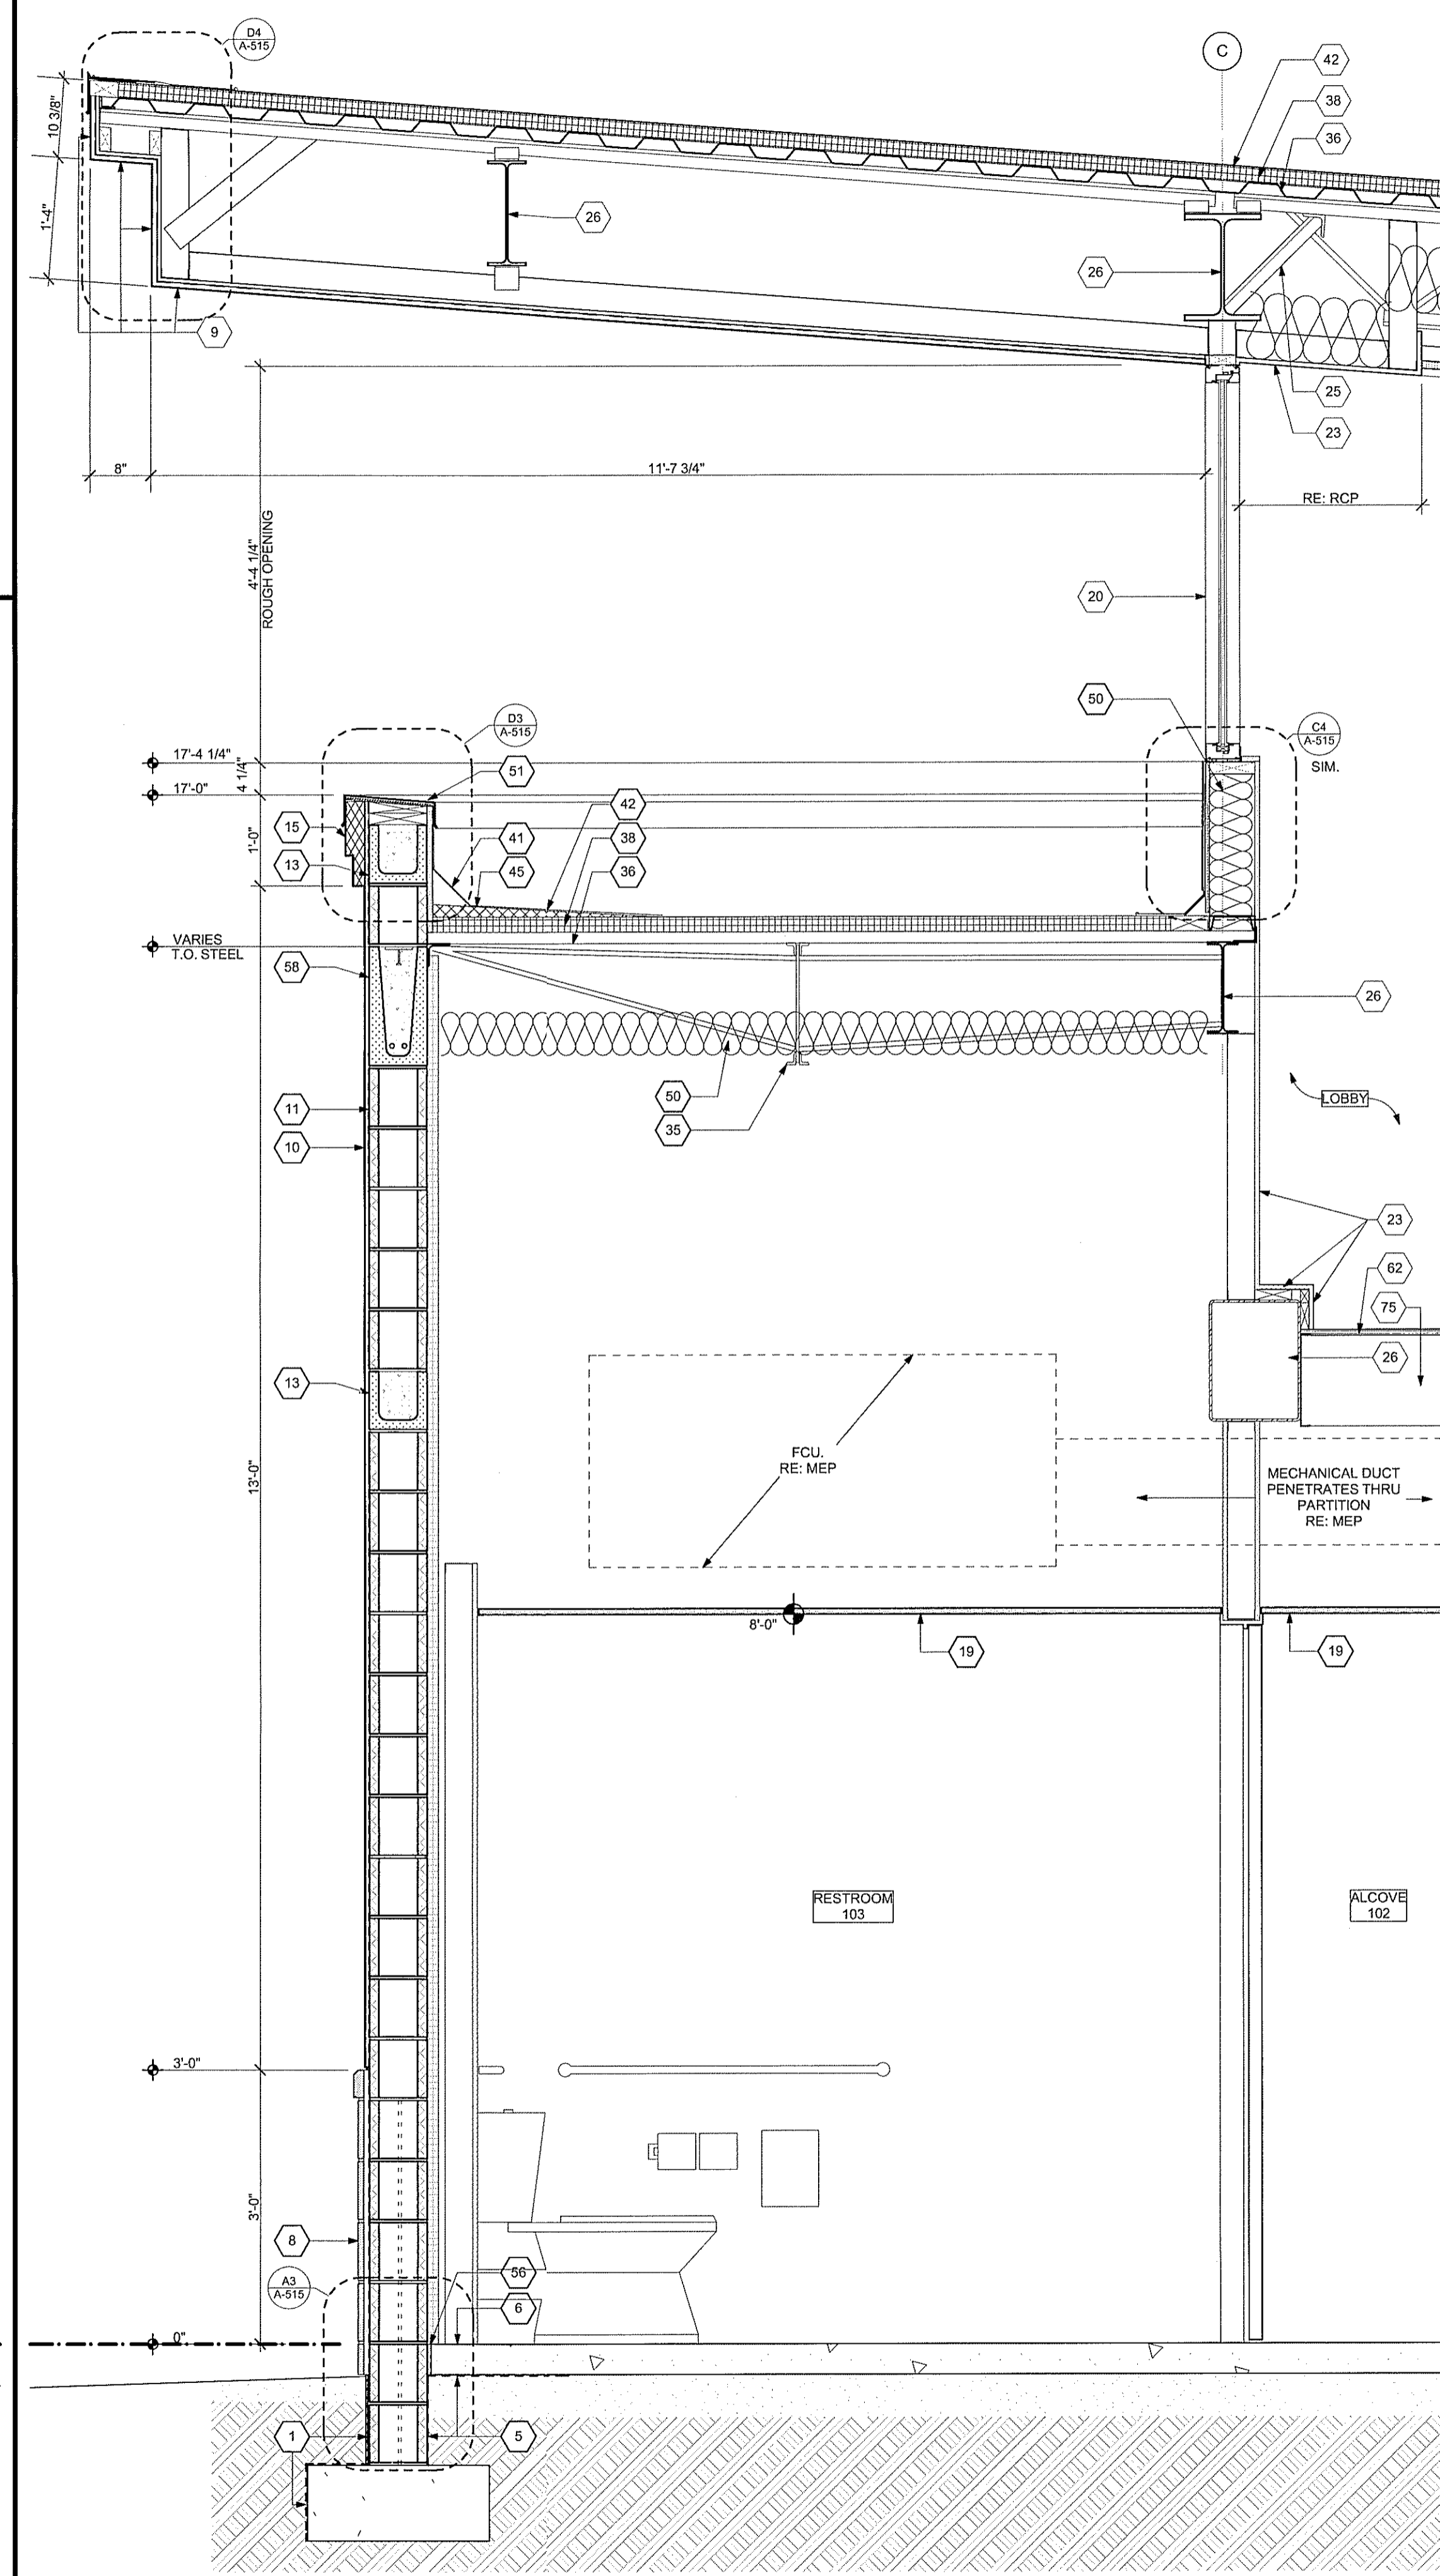 D4
A-515
C
42
38
36
10 3/8"
1'-4"
26
26
9
25
23
8"
11'-7 3/4"
RE: RCP
4'-4 1/4"
ROUGH OPENING
20
50
D3
A-515
C4
A-515
SIM.
17'-4 1/4"
4 1/4"
17'-0"
51
42
15
41
38
1'-0"
13
45
36
VARIES
T.O. STEEL
58
26
50
LOBBY
11
35
10
23
62
75
13
26
FCU.
RE: MEP
13'-0"
MECHANICAL DUCT
PENETRATES THRU
PARTITION
RE: MEP
8'-0"
19
19
RESTROOM
103
ALCOVE
102
3'-0"
3'-0"
8
56
A3
A-515
6
0"
1
5